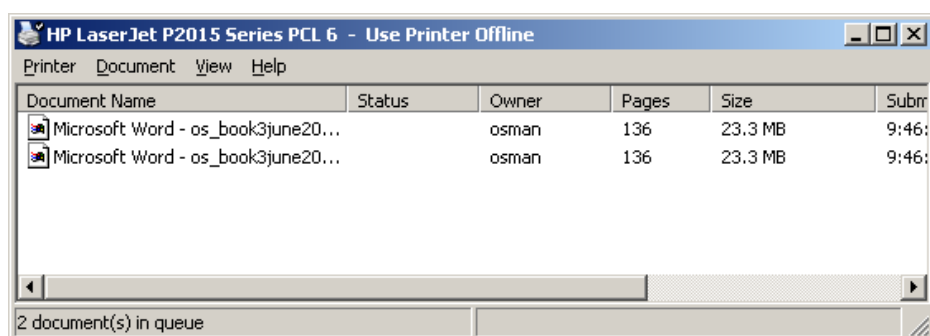 HP LaserJet P2015 Series PCL 6 - Use Printer Offline
Printer Document View Help
Document Name Status Owner Pages Size Subm
Microsoft Word - os_book3june20... osman 136 23.3 MB 9:46:
Microsoft Word - os_book3june20... osman 136 23.3 MB 9:46:
2 document(s) in queue